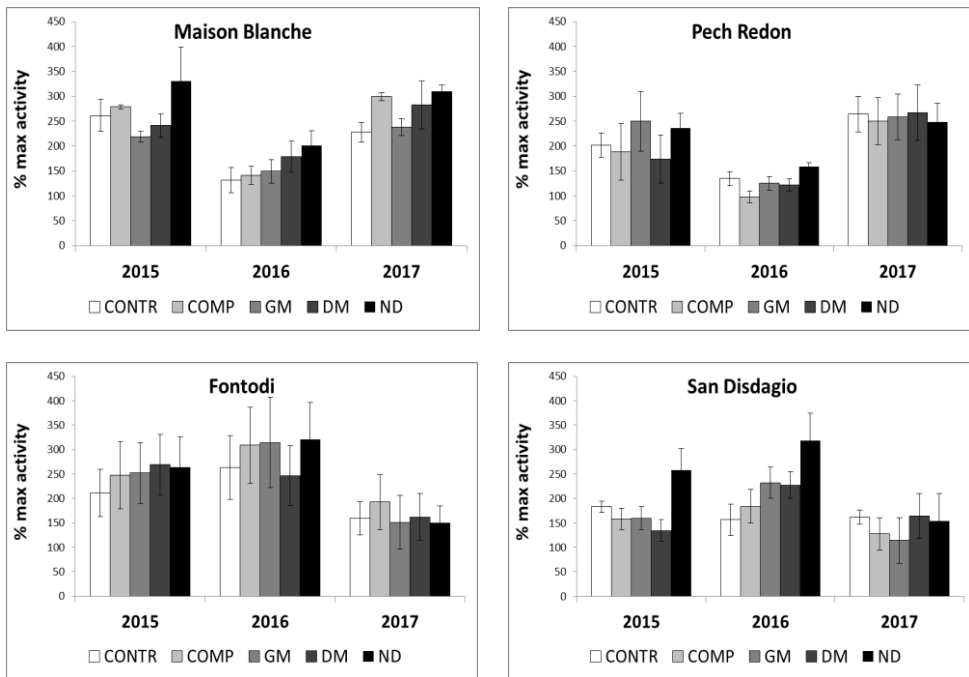 Maison Blanche
% max activity
450
400
350
300
250
200
150
100
50
0
2015 2016 2017
CONTR COMP GM DM ND
Pech Redon
% max activity
450
400
350
300
250
200
150
100
50
0
2015 2016 2017
CONTR COMP GM DM ND
Fontodi
% max activity
450
400
350
300
250
200
150
100
50
0
2015 2016 2017
CONTR COMP GM DM ND
San Disdagio
% max activity
450
400
350
300
250
200
150
100
50
0
2015 2016 2017
CONTR COMP GM DM ND